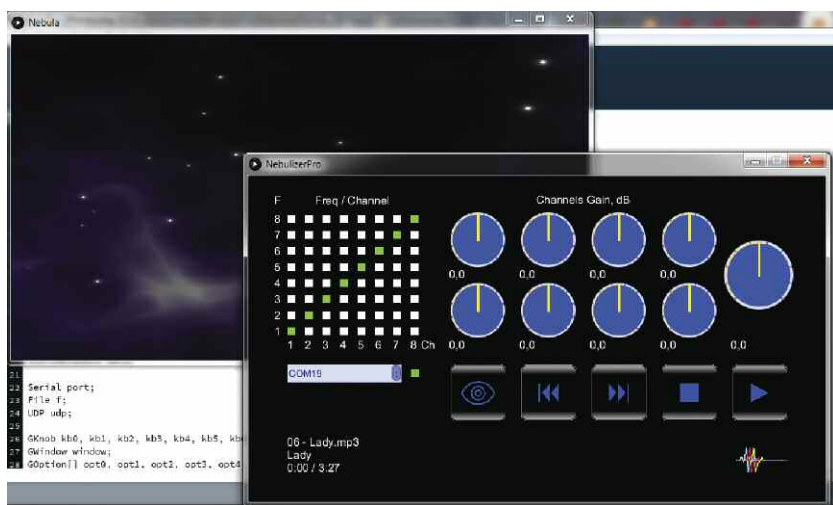 Nebula
NebulizerPro
F Freq / Channel
Channels Gain, dB
8
7
6
5
4
3
2
1
1 2 3 4 5 6 7 8 Ch
0,0 0,0 0,0 0,0
0,0 0,0 0,0 0,0 0,0
COM19
06 - Lady.mp3
Lady
0:00 / 3:27
21
22 Serial port;
23 File f;
24 UDP udp;
25
26 GKnob kb0, kb1, kb2, kb3, kb4, kb5,
27 GWindow window;
28 GOption[] opt0, opt1, opt2, opt3, opt4